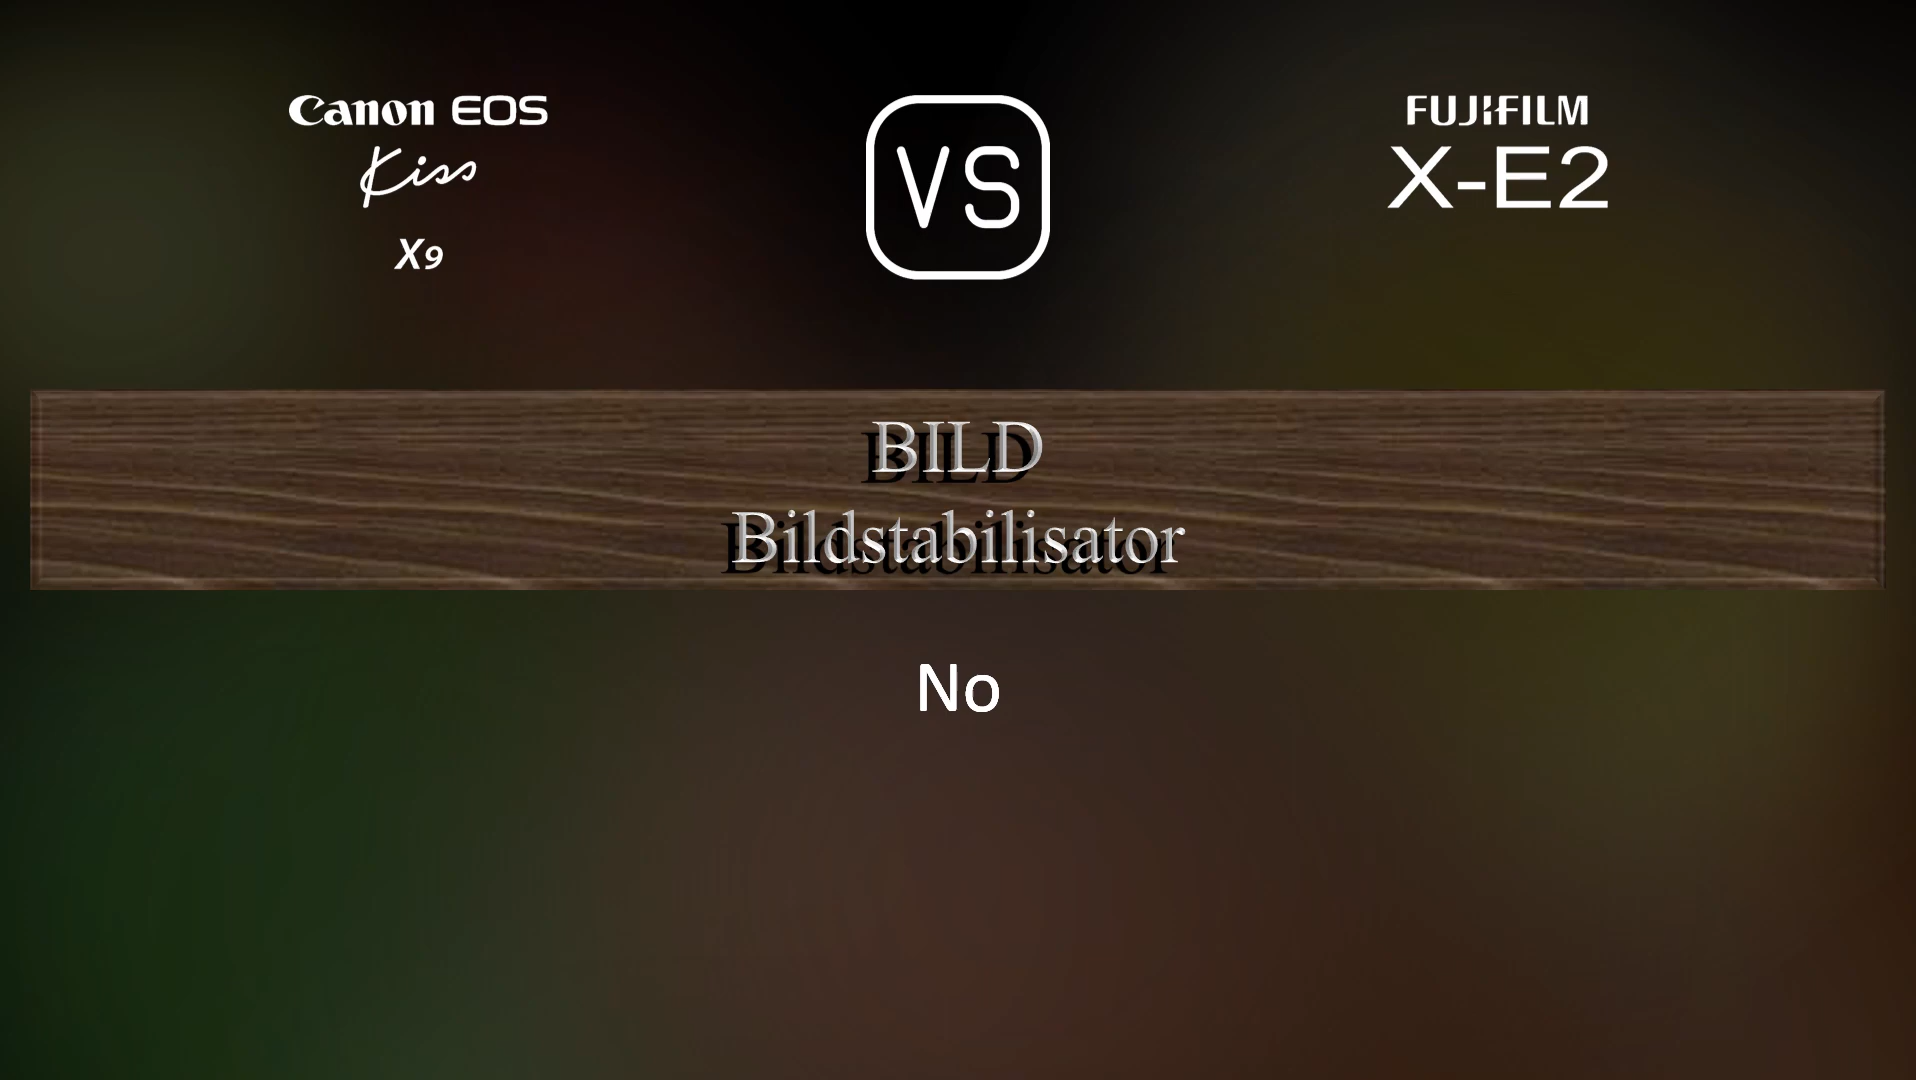 Canon EOS
Kiss
X9
VS
FUJIFILM
X-E2
BILD
Bildstabilisator
No